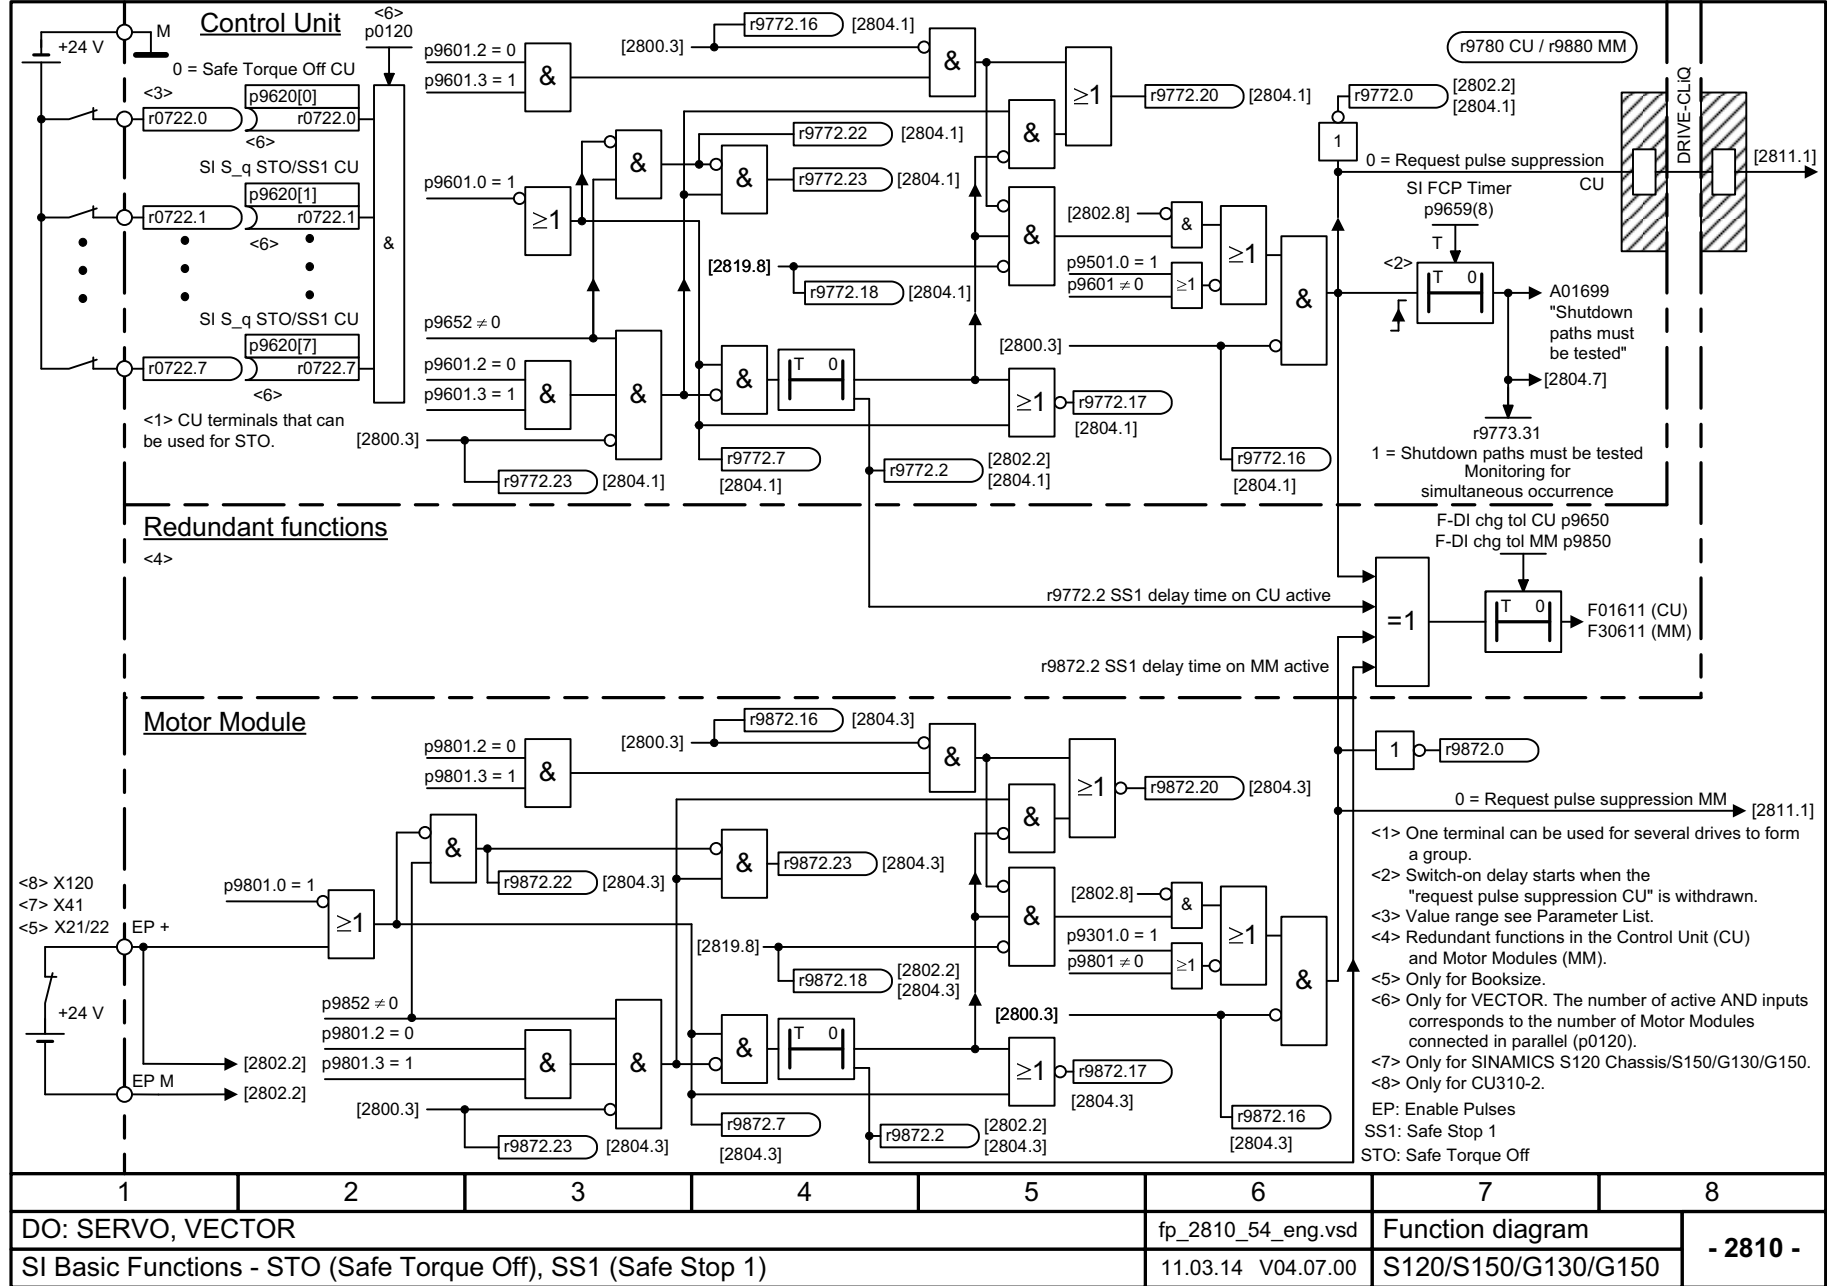 Control Unit
+24 V
M
<6>
p0120
0 = Safe Torque Off CU
<3>
p9620[0]
r0722.0
r0722.0
<6>
SI S_q STO/SS1 CU
p9620[1]
r0722.1
r0722.1
<6>
&
SI S_q STO/SS1 CU
p9620[7]
r0722.7
r0722.7
<6>
<1> CU terminals that can
be used for STO.
p9601.2 = 0
p9601.3 = 1
&
[2800.3]
r9772.16
[2804.1]
&
≥1
r9772.20
[2804.1]
&
r9772.22
[2804.1]
&
&
r9772.23
[2804.1]
p9601.0 = 1
≥1
&
[2819.8]
r9772.18
[2804.1]
p9652 ≠ 0
p9601.2 = 0
p9601.3 = 1
&
&
[2800.3]
r9772.23
[2804.1]
&
T 0
≥1
r9772.17
[2804.1]
r9772.7
[2804.1]
r9772.2
[2802.2]
[2804.1]
[2802.8]
&
p9501.0 = 1
p9601 ≠ 0
≥1
≥1
&
[2800.3]
r9772.16
[2804.1]
r9780 CU / r9880 MM
r9772.0
[2802.2]
[2804.1]
1
0 = Request pulse suppression
CU
DRIVE-CLiQ
[2811.1]
SI FCP Timer
p9659(8)
T
<2>
T 0
A01699
"Shutdown
paths must
be tested"
[2804.7]
r9773.31
1 = Shutdown paths must be tested
Monitoring for
simultaneous occurrence
Redundant functions
<4>
F-DI chg tol CU p9650
F-DI chg tol MM p9850
r9772.2 SS1 delay time on CU active
=1
T 0
F01611 (CU)
F30611 (MM)
r9872.2 SS1 delay time on MM active
Motor Module
p9801.2 = 0
p9801.3 = 1
&
[2800.3]
r9872.16
[2804.3]
&
≥1
r9872.20
[2804.3]
&
1
r9872.0
0 = Request pulse suppression MM
[2811.1]
&
r9872.22
[2804.3]
&
r9872.23
[2804.3]
<8> X120
<7> X41
<5> X21/22
EP +
p9801.0 = 1
≥1
&
[2819.8]
r9872.18
[2802.2]
[2804.3]
[2802.8]
&
p9301.0 = 1
p9801 ≠ 0
≥1
≥1
&
+24 V
p9852 ≠ 0
p9801.2 = 0
p9801.3 = 1
&
&
[2802.2]
EP M
[2802.2]
[2800.3]
r9872.23
[2804.3]
&
T 0
≥1
r9872.17
[2804.3]
r9872.7
[2804.3]
r9872.2
[2802.2]
[2804.3]
[2800.3]
r9872.16
[2804.3]
<1> One terminal can be used for several drives to form
a group.
<2> Switch-on delay starts when the
"request pulse suppression CU" is withdrawn.
<3> Value range see Parameter List.
<4> Redundant functions in the Control Unit (CU)
and Motor Modules (MM).
<5> Only for Booksize.
<6> Only for VECTOR. The number of active AND inputs
corresponds to the number of Motor Modules
connected in parallel (p0120).
<7> Only for SINAMICS S120 Chassis/S150/G130/G150.
<8> Only for CU310-2.
EP: Enable Pulses
SS1: Safe Stop 1
STO: Safe Torque Off
1 2 3 4 5 6 7 8
DO: SERVO, VECTOR
fp_2810_54_eng.vsd
Function diagram
- 2810 -
SI Basic Functions - STO (Safe Torque Off), SS1 (Safe Stop 1)
11.03.14 V04.07.00
S120/S150/G130/G150